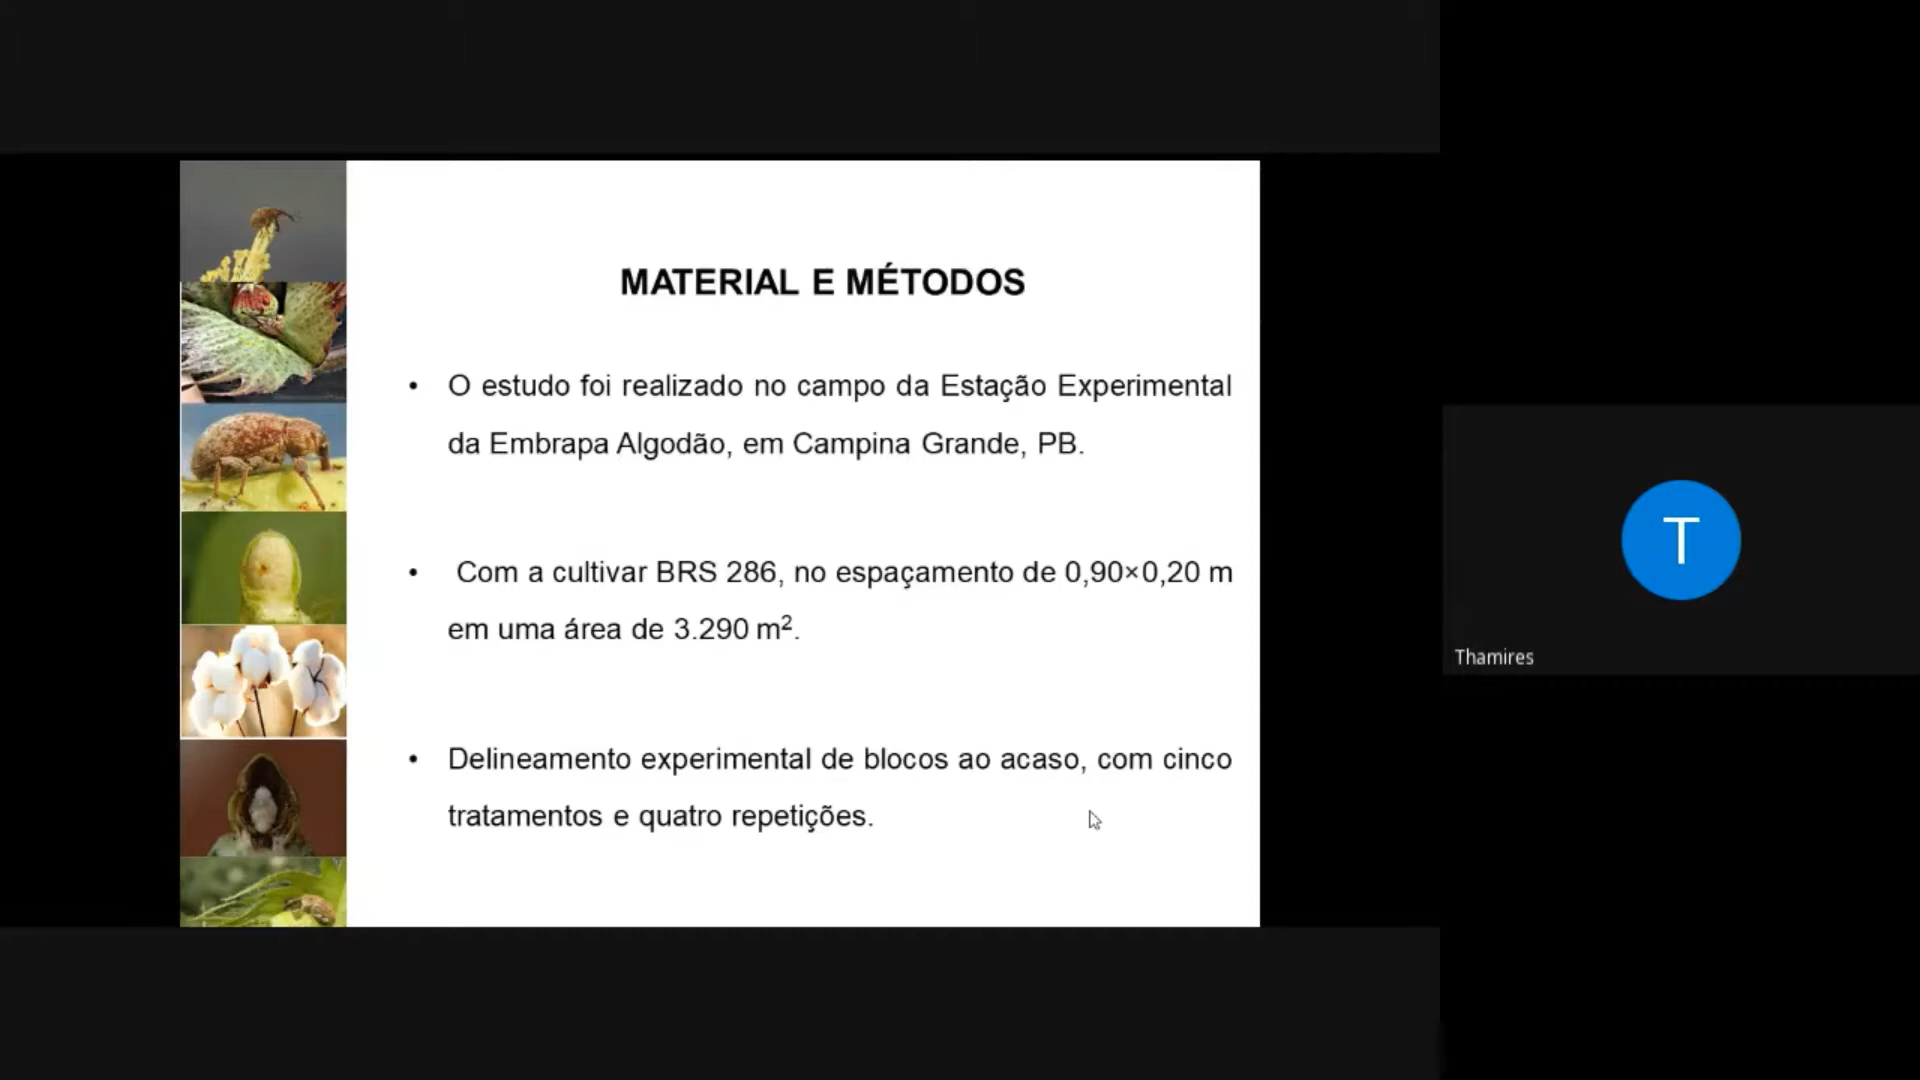 MATERIAL E MÉTODOS
• O estudo foi realizado no campo da Estação Experimental
da Embrapa Algodão, em Campina Grande, PB.
• Com a cultivar BRS 286, no espaçamento de 0,90×0,20 m
em uma área de 3.290 m².
• Delineamento experimental de blocos ao acaso, com cinco
tratamentos e quatro repetições.
T
Thamires